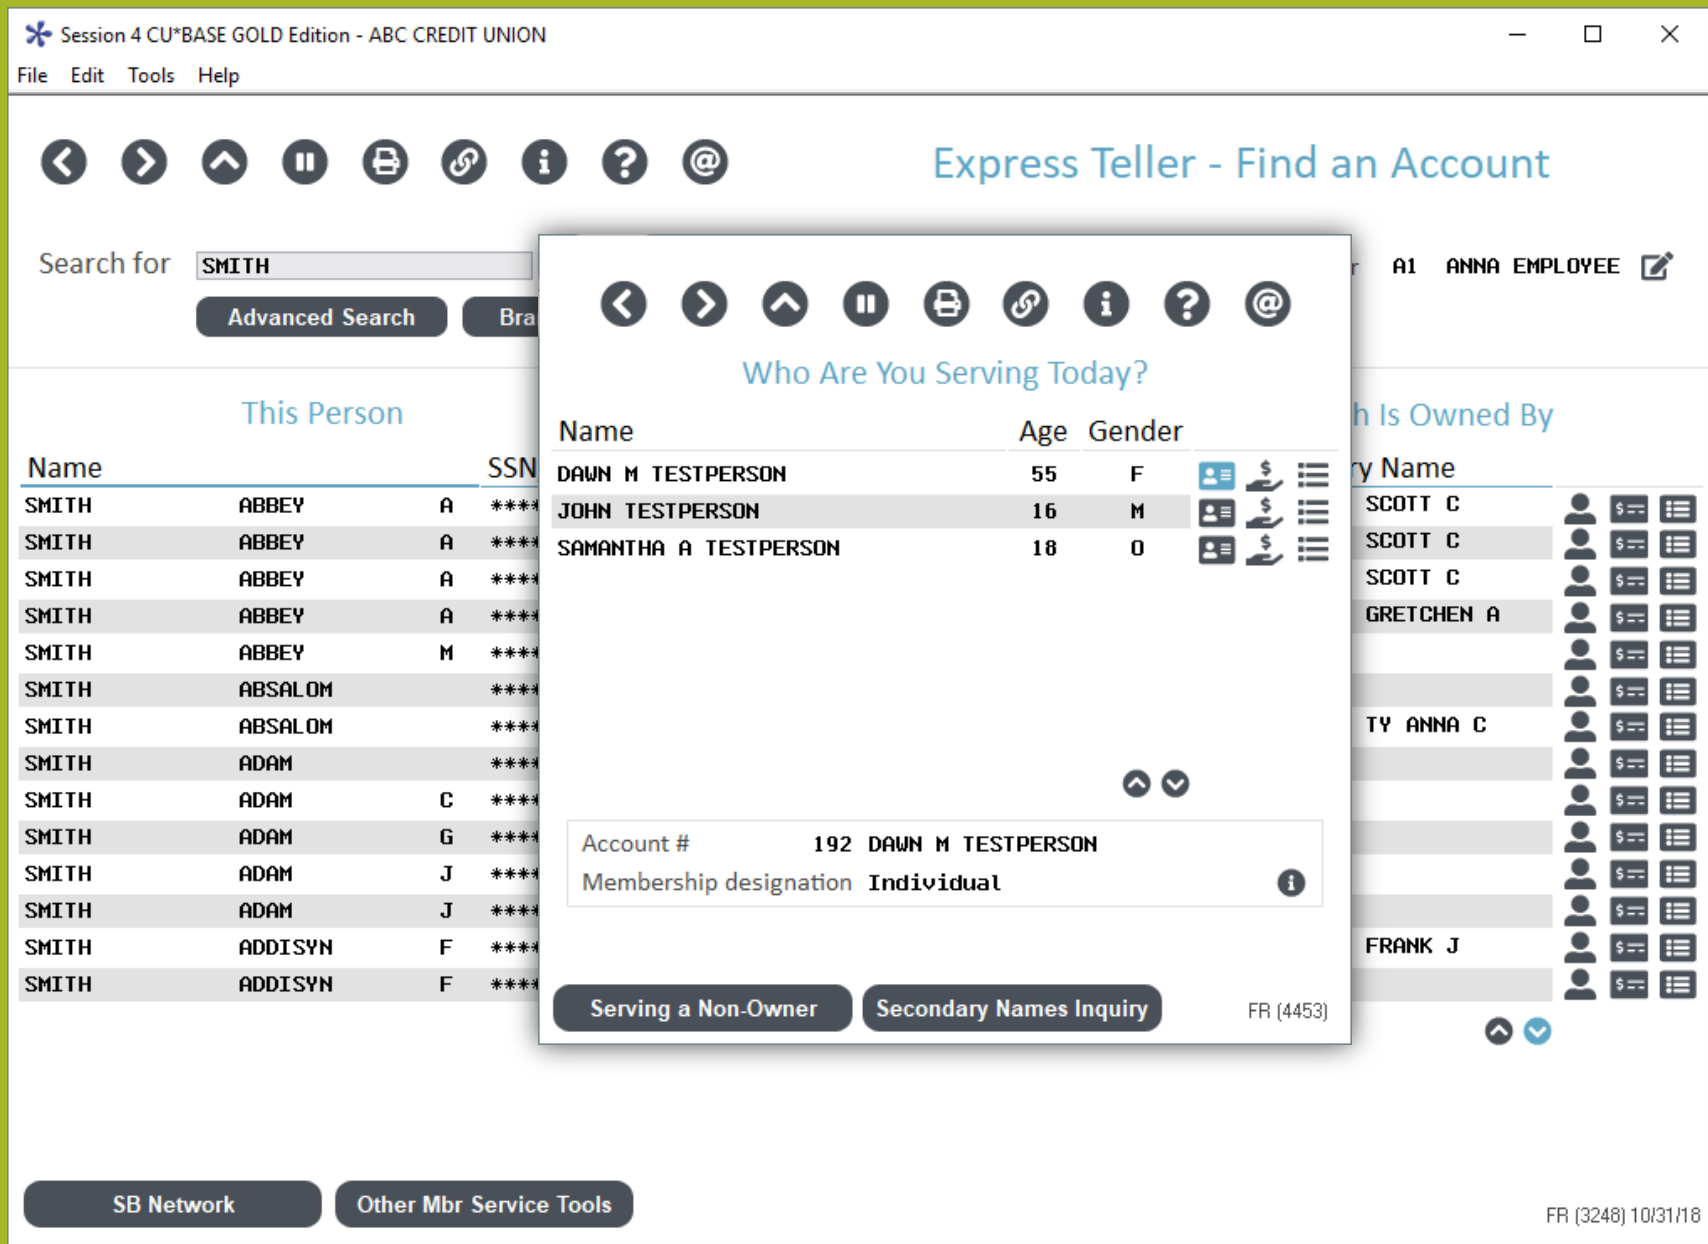 Session 4 CU*BASE GOLD Edition - ABC CREDIT UNION
File Edit Tools Help
Express Teller - Find an Account
Search for SMITH
A1 ANNA EMPLOYEE
Advanced Search
Who Are You Serving Today?
This Person
Is Owned By
Name Age Gender
Name SSN Name
DAWN M TESTPERSON 55 F
SMITH ABBEY A **** SCOTT C
JOHN TESTPERSON 16 M
SMITH ABBEY A **** SCOTT C
SAMANTHA A TESTPERSON 18 O
SMITH ABBEY A **** SCOTT C
SMITH ABBEY A **** GRETCHEN A
SMITH ABBEY M ****
SMITH ABSALOM ****
SMITH ABSALOM **** TY ANNA C
SMITH ADAM ****
SMITH ADAM C ****
SMITH ADAM G ****
Account # 192 DAWN M TESTPERSON
SMITH ADAM J ****
Membership designation Individual
SMITH ADAM J ****
SMITH ADDISYN F **** FRANK J
SMITH ADDISYN F ****
Serving a Non-Owner Secondary Names Inquiry FR (4453)
SB Network Other Mbr Service Tools
FR (3248) 10/31/18